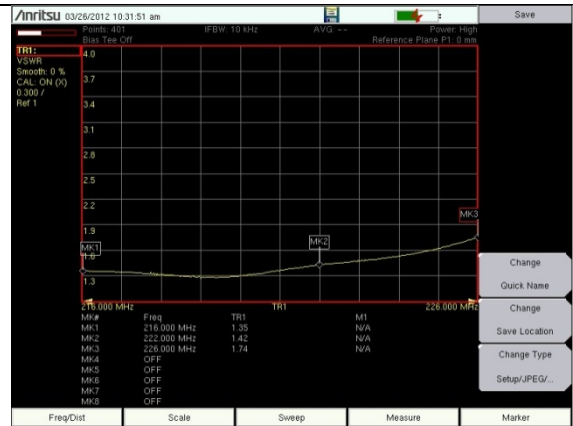 Anritsu 03/26/2012 10:31:51 am
Save
Points: 401 IFBW: 10 kHz AVG: -- Power: High
Bias Tee Off Reference Plane P1: 0 mm
TR1:
VSWR
Smooth: 0 %
CAL: ON (X)
0.300 /
Ref 1
4.0
3.7
3.4
3.1
2.8
2.5
2.2
1.9
1.6
1.3
MK1
MK2
MK3
216.000 MHz TR1 226.000 MHz
MK# Freq TR1 M1
MK1 216.000 MHz 1.35 N/A
MK2 222.000 MHz 1.42 N/A
MK3 226.000 MHz 1.74 N/A
MK4 OFF
MK5 OFF
MK6 OFF
MK7 OFF
MK8 OFF
Change
Quick Name
Change
Save Location
Change Type
Setup/JPEG/...
Freq/Dist Scale Sweep Measure Marker